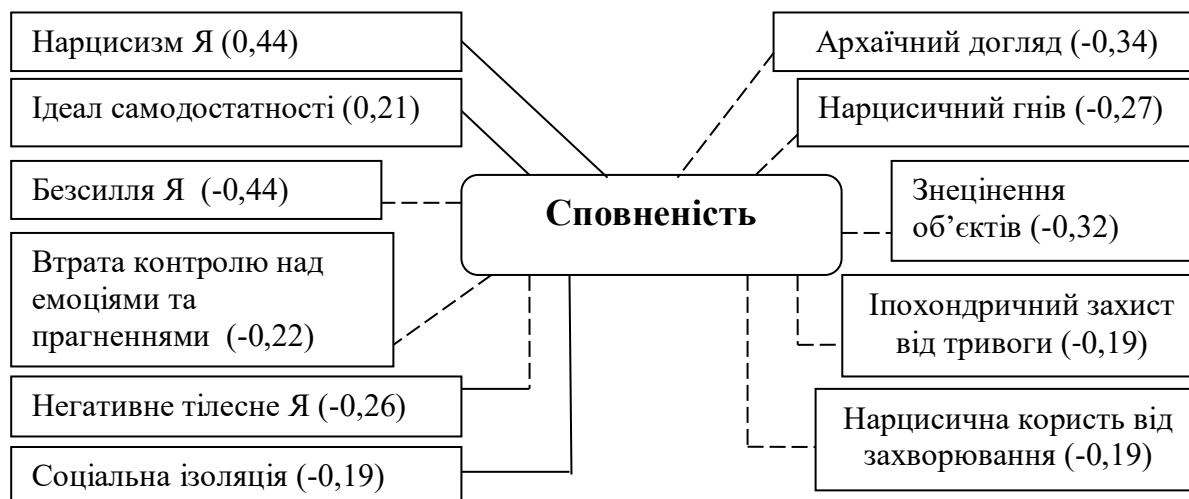 Нарцисизм Я (0,44)
Ідеал самодостатності (0,21)
Безсилля Я (-0,44)
Втрата контролю над
емоціями та
прагненнями (-0,22)
Негативне тілесне Я (-0,26)
Соціальна ізоляція (-0,19)
Сповненість
Архаїчний догляд (-0,34)
Нарцисичний гнів (-0,27)
Знецінення
об’єктів (-0,32)
Іпохондричний захист
від тривоги (-0,19)
Нарцисична користь від
захворювання (-0,19)